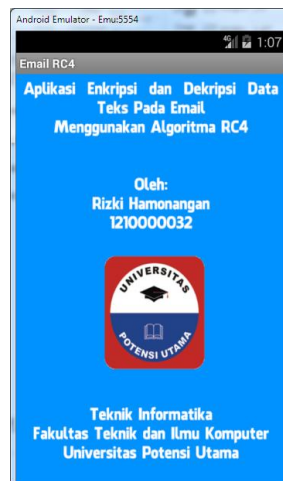 Android Emulator - Emu:5554
4G 1:07
Email RC4
Aplikasi Enkripsi dan Dekripsi Data
Teks Pada Email
Menggunakan Algoritma RC4
Oleh:
Rizki Hamonangan
1210000032
UNIVERSITAS
POTENSI UTAMA
Teknik Informatika
Fakultas Teknik dan Ilmu Komputer
Universitas Potensi Utama